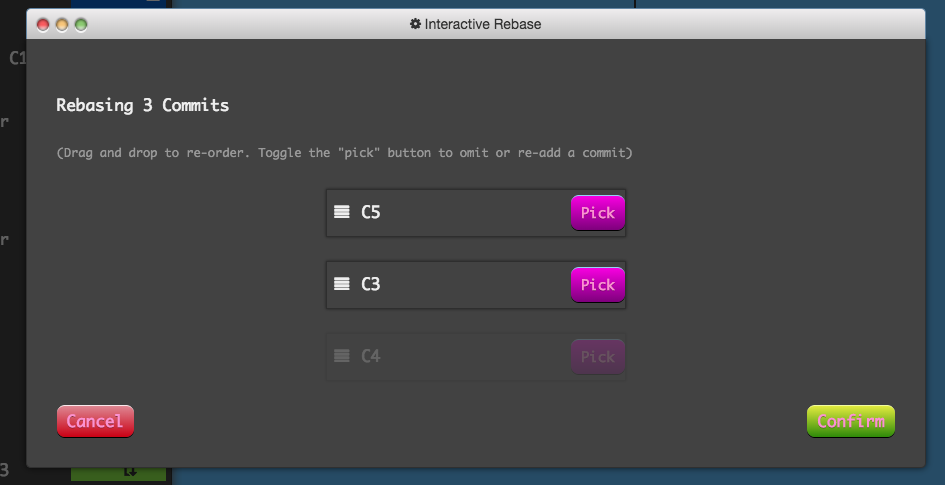 Interactive Rebase
C1
Rebasing 3 Commits
r
(Drag and drop to re-order. Toggle the "pick" button to omit or re-add a commit)
C5 Pick
r
C3 Pick
C4 Pick
Cancel Confirm
3